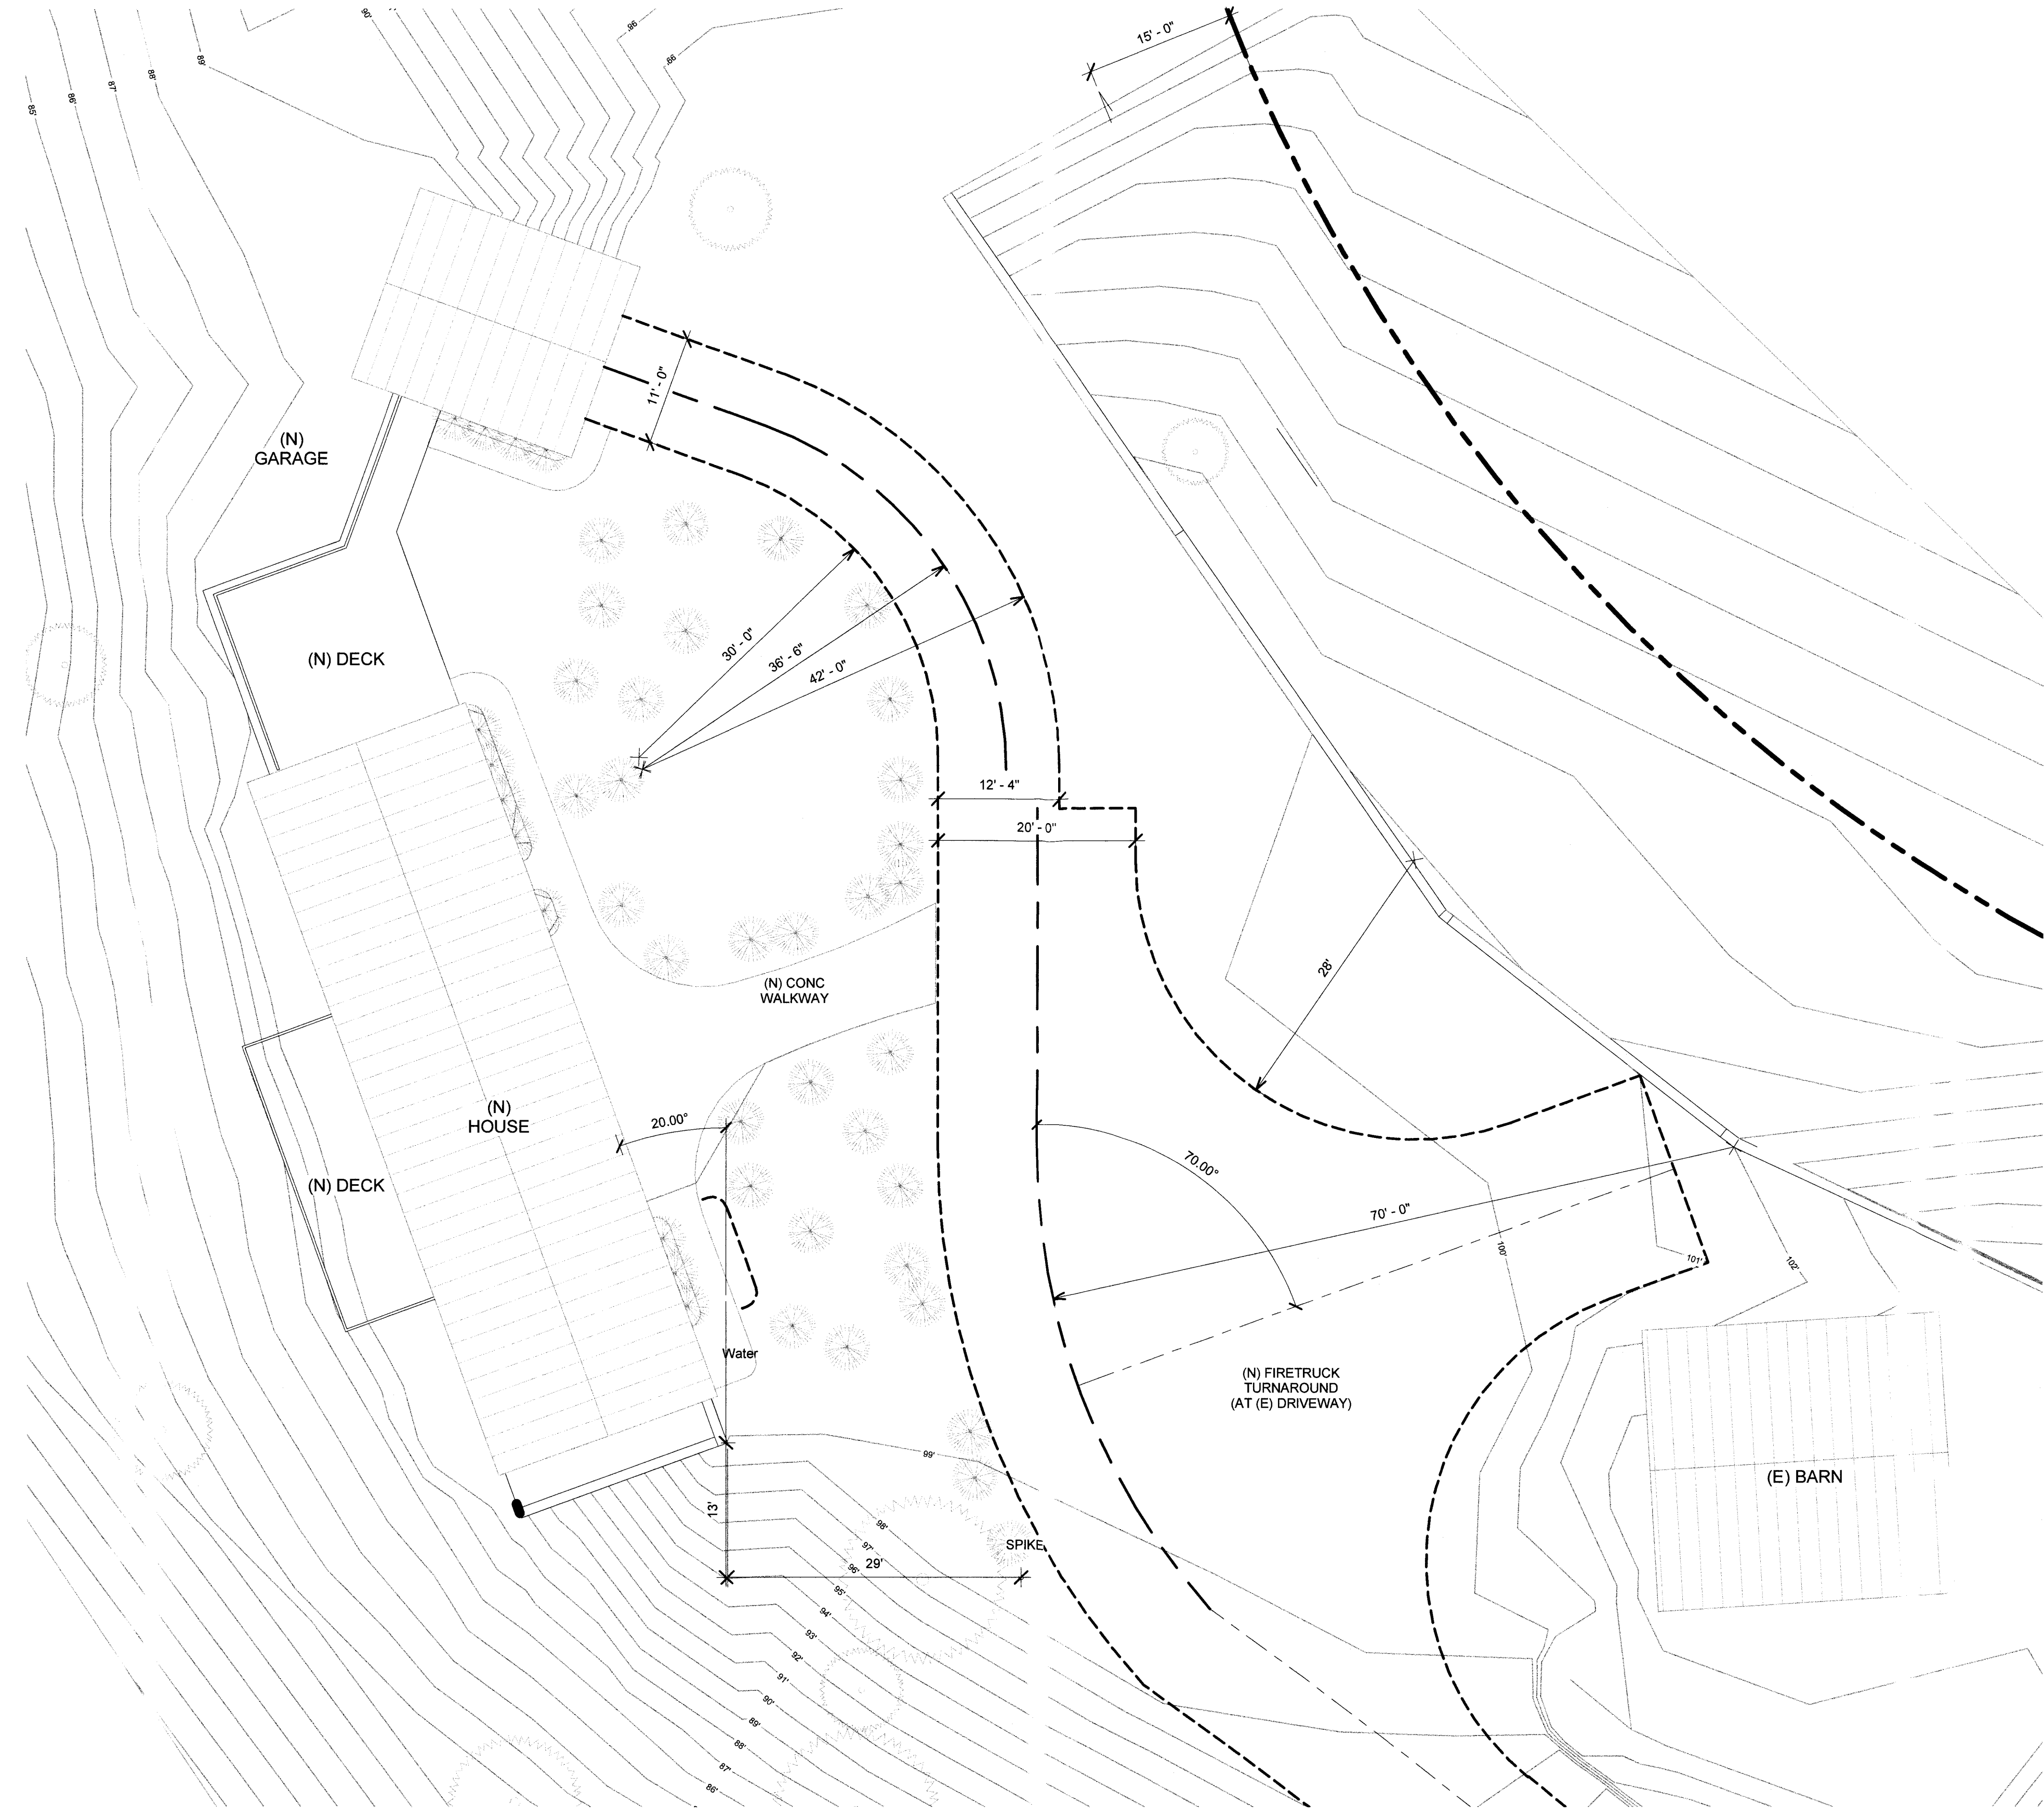 90'
98'
99'
15' - 0"
85'
86'
87'
88'
89'
11' - 0"
(N)
GARAGE
(N) DECK
30' - 0"
36' - 6"
42' - 0"
12' - 4"
20' - 0"
28'
(N) CONC
WALKWAY
(N)
HOUSE
20.00°
70.00°
(N) DECK
70' - 0"
100'
101'
102'
Water
(N) FIRETRUCK
TURNAROUND
(AT (E) DRIVEWAY)
99'
(E) BARN
13'
SPIKE
29'
98'
97'
96'
95'
94'
93'
92'
91'
90'
89'
88'
87'
86'